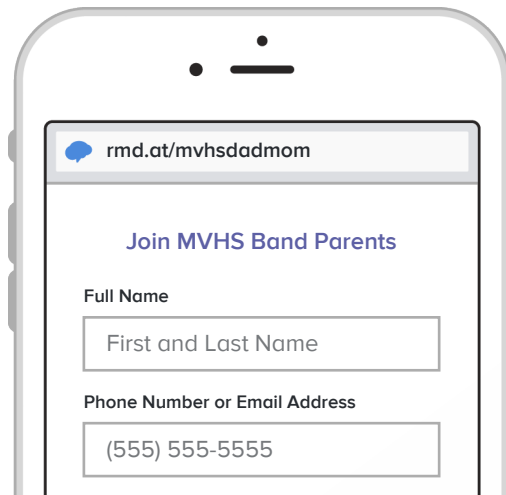 rmd.at/mvhsdadmom
Join MVHS Band Parents
Full Name
First and Last Name
Phone Number or Email Address
(555) 555-5555